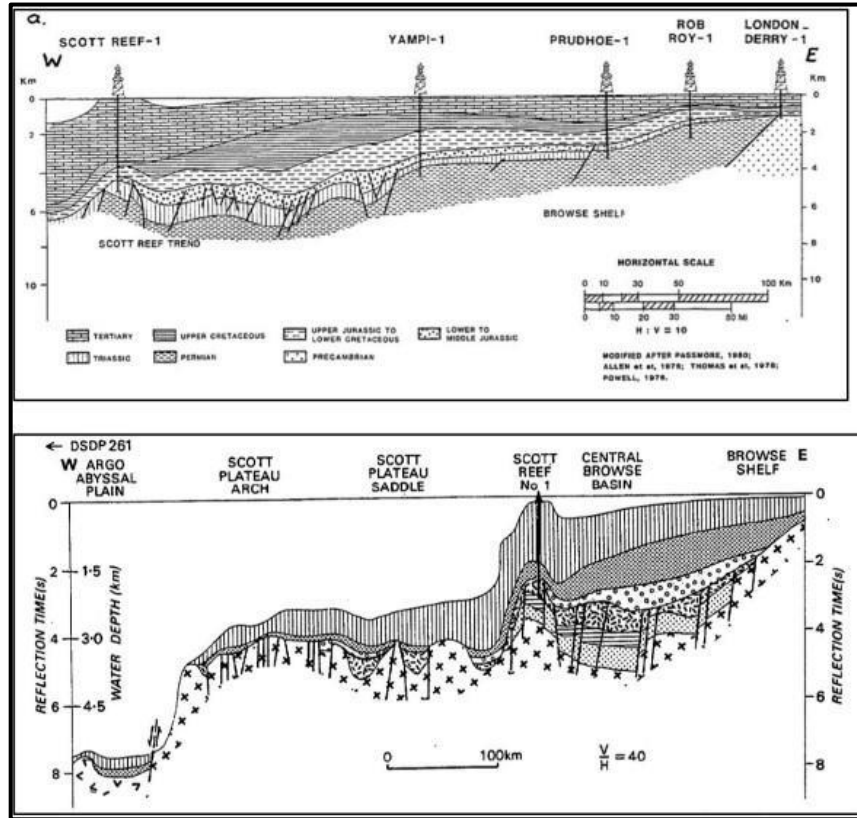 a.
SCOTT REEF-1 YAMPI-1 PRUDHOE-1 ROB ROY-1 LONDON-DERRY-1
W E
Km Km
0 0
2 2
4 4
6 6
8
10 10
SCOTT REEF TREND
BROWSE SHELF
HORIZONTAL SCALE
0 10 30 50 100 Km
0 10 20 30 50 Mi
H : V = 10
TERTIARY UPPER CRETACEOUS UPPER JURASSIC TO LOWER CRETACEOUS LOWER TO MIDDLE JURASSIC
TRIASSIC PERMIAN PRECAMBRIAN
MODIFIED AFTER PASSMORE, 1980;
ALLEN et at, 1978; THOMAS et at, 1978;
POWELL, 1976.
← DSDP 261
W ARGO ABYSSAL PLAIN
SCOTT PLATEAU ARCH
SCOTT PLATEAU SADDLE
SCOTT REEF No 1
CENTRAL BROWSE BASIN
BROWSE SHELF E
REFLECTION TIME(s)
WATER DEPTH (km)
0 0
2 1·5 2
4 3·0 4
6 4·5 6
8 8
REFLECTION TIME (s)
0 100km
V/H = 40